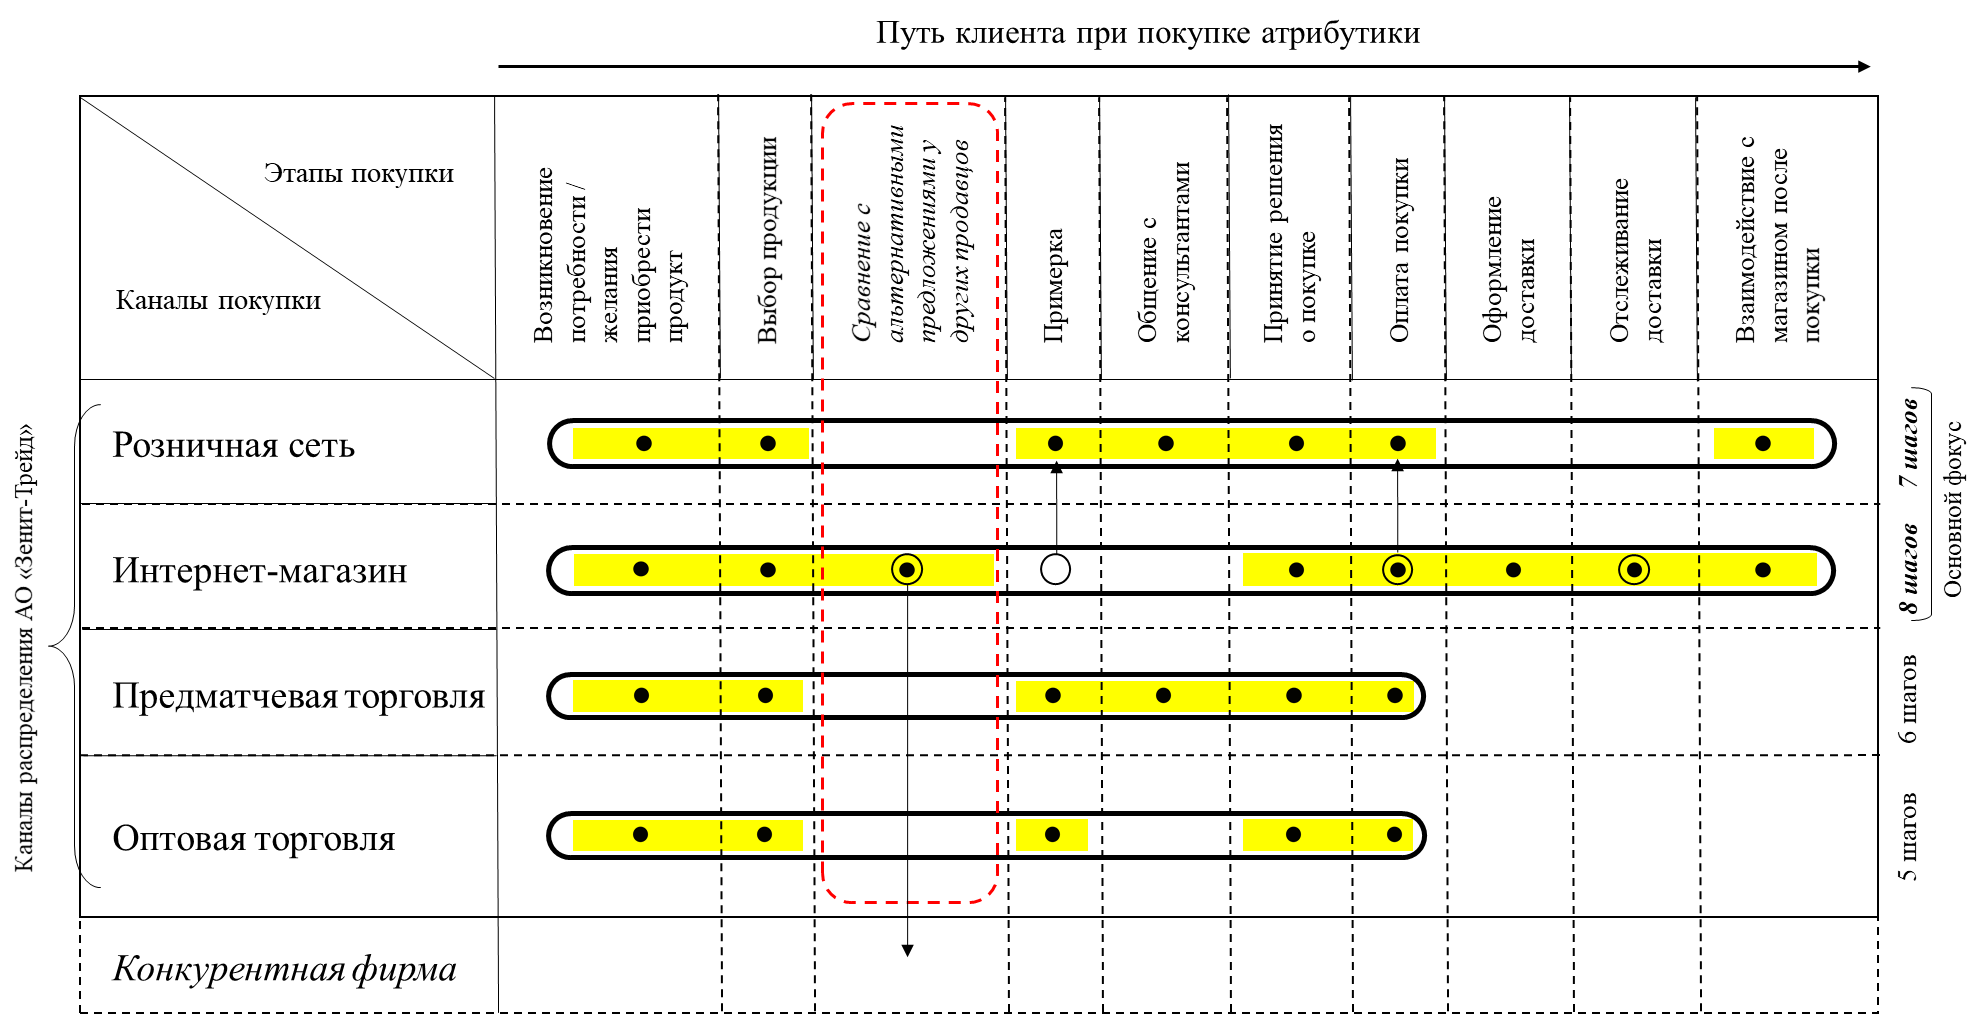 Путь клиента при покупке атрибутики
Этапы покупки
Каналы покупки
Возникновение
потребности /
желания
приобрести
продукт
Выбор продукции
Сравнение с
альтернативными
предложениями у
других продавцов
Примерка
Общение с
консультантами
Принятие решения
о покупке
Оплата покупки
Оформление
доставки
Отслеживание
доставки
Взаимодействие с
магазином после
покупки
Каналы распределения АО «Зенит-Трейд»
Розничная сеть
7 шагов
Интернет-магазин
8 шагов
Основной фокус
Предматчевая торговля
6 шагов
Оптовая торговля
5 шагов
Конкурентная фирма